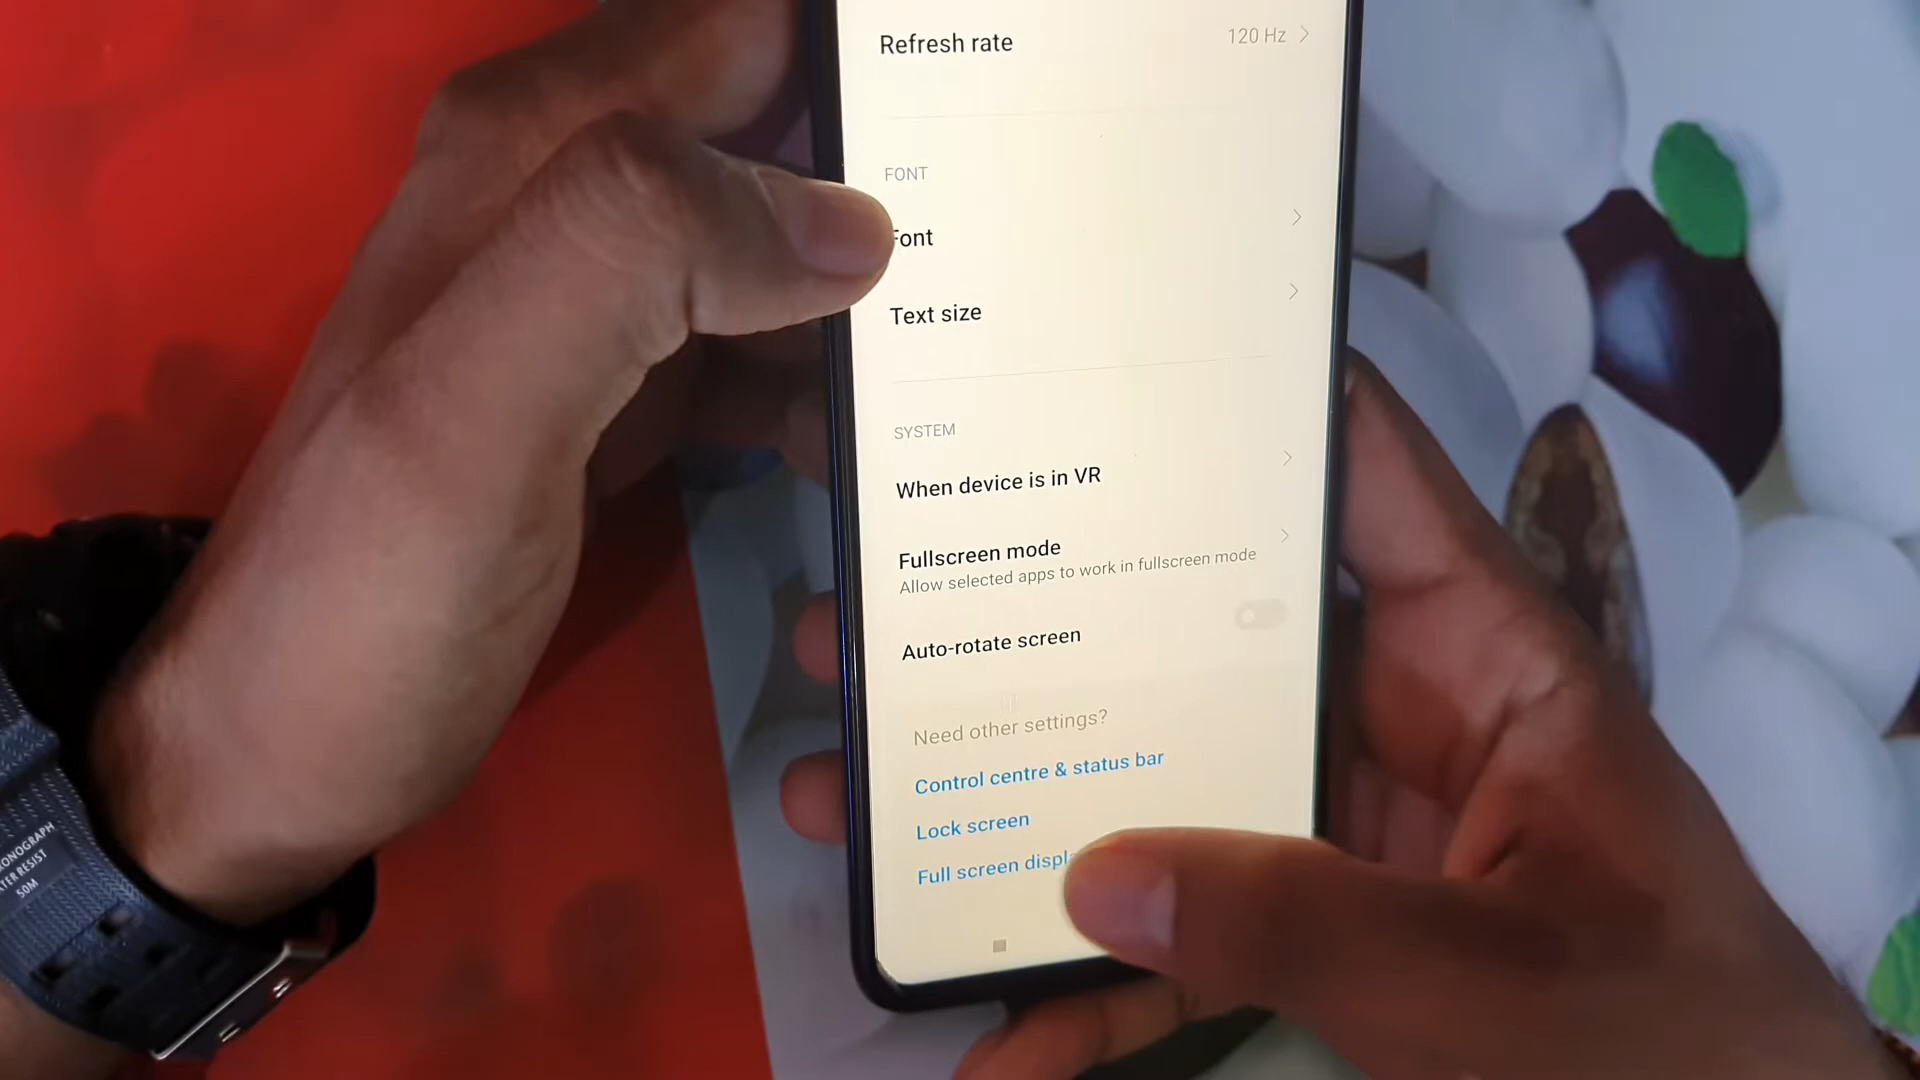 Refresh rate 120 Hz
FONT
Font
Text size
SYSTEM
When device is in VR
Fullscreen mode
Allow selected apps to work in fullscreen mode
Auto-rotate screen
Need other settings?
Control centre & status bar
Lock screen
Full screen displa
ONOGRAPH
TER RESIST
50M